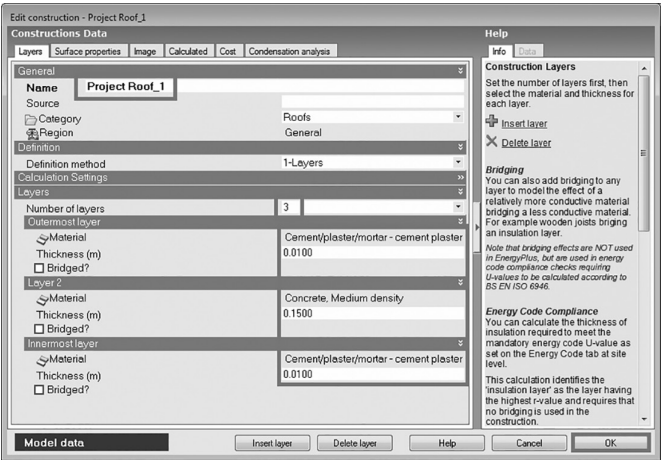 Edit construction - Project Roof_1
Constructions Data
Layers Surface properties Image Calculated Cost Condensation analysis
General
Name Project Roof_1
Source
Category Roofs
Region General
Definition
Definition method 1-Layers
Calculation Settings
Layers
Number of layers 3
Outermost layer
Material Cement/plaster/mortar - cement plaster
Thickness (m) 0.0100
Bridged?
Layer 2
Material Concrete, Medium density
Thickness (m) 0.1500
Bridged?
Innermost layer
Material Cement/plaster/mortar - cement plaster
Thickness (m) 0.0100
Bridged?
Model data
Insert layer Delete layer Help Cancel OK
Help
Info Data
Construction Layers
Set the number of layers first, then
select the material and thickness for
each layer.
Insert layer
Delete layer
Bridging
You can also add bridging to any
layer to model the effect of a
relatively more conductive material
bridging a less conductive material.
For example wooden joists briging
an insulation layer.
Note that bridging effects are NOT used
in EnergyPlus, but are used in energy
code compliance checks requiring
U-values to be calculated according to
BS EN ISO 6946.
Energy Code Compliance
You can calculate the thickness of
insulation required to meet the
mandatory energy code U-value as
set on the Energy Code tab at site
level.
This calculation identifies the
'insulation layer' as the layer having
the highest r-value and requires that
no bridging is used in the
construction.